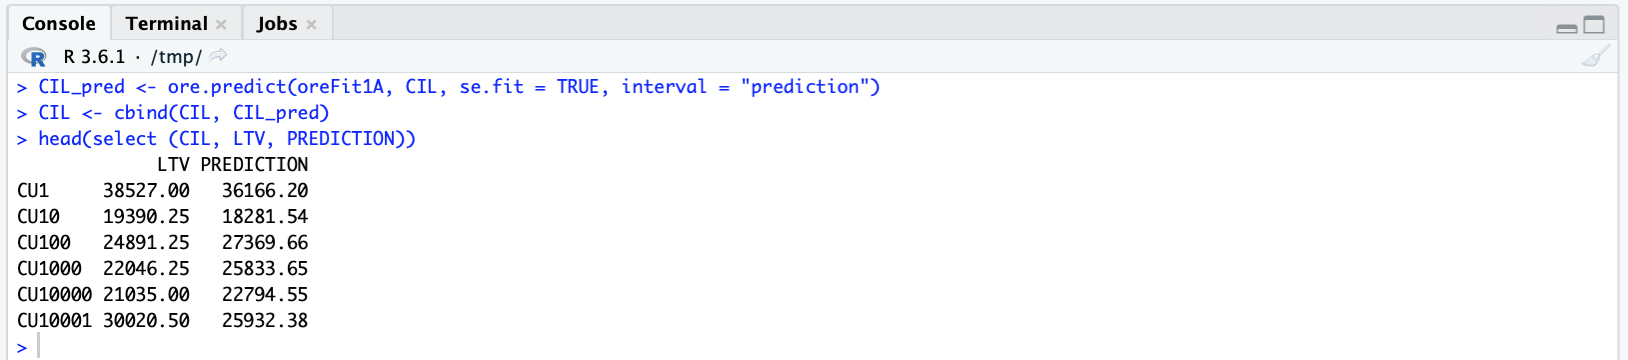 Console Terminal × Jobs ×
R R 3.6.1 · /tmp/
> CIL_pred <- ore.predict(oreFit1A, CIL, se.fit = TRUE, interval = "prediction")
> CIL <- cbind(CIL, CIL_pred)
> head(select (CIL, LTV, PREDICTION))
LTV PREDICTION
CU1 38527.00 36166.20
CU10 19390.25 18281.54
CU100 24891.25 27369.66
CU1000 22046.25 25833.65
CU10000 21035.00 22794.55
CU10001 30020.50 25932.38
>